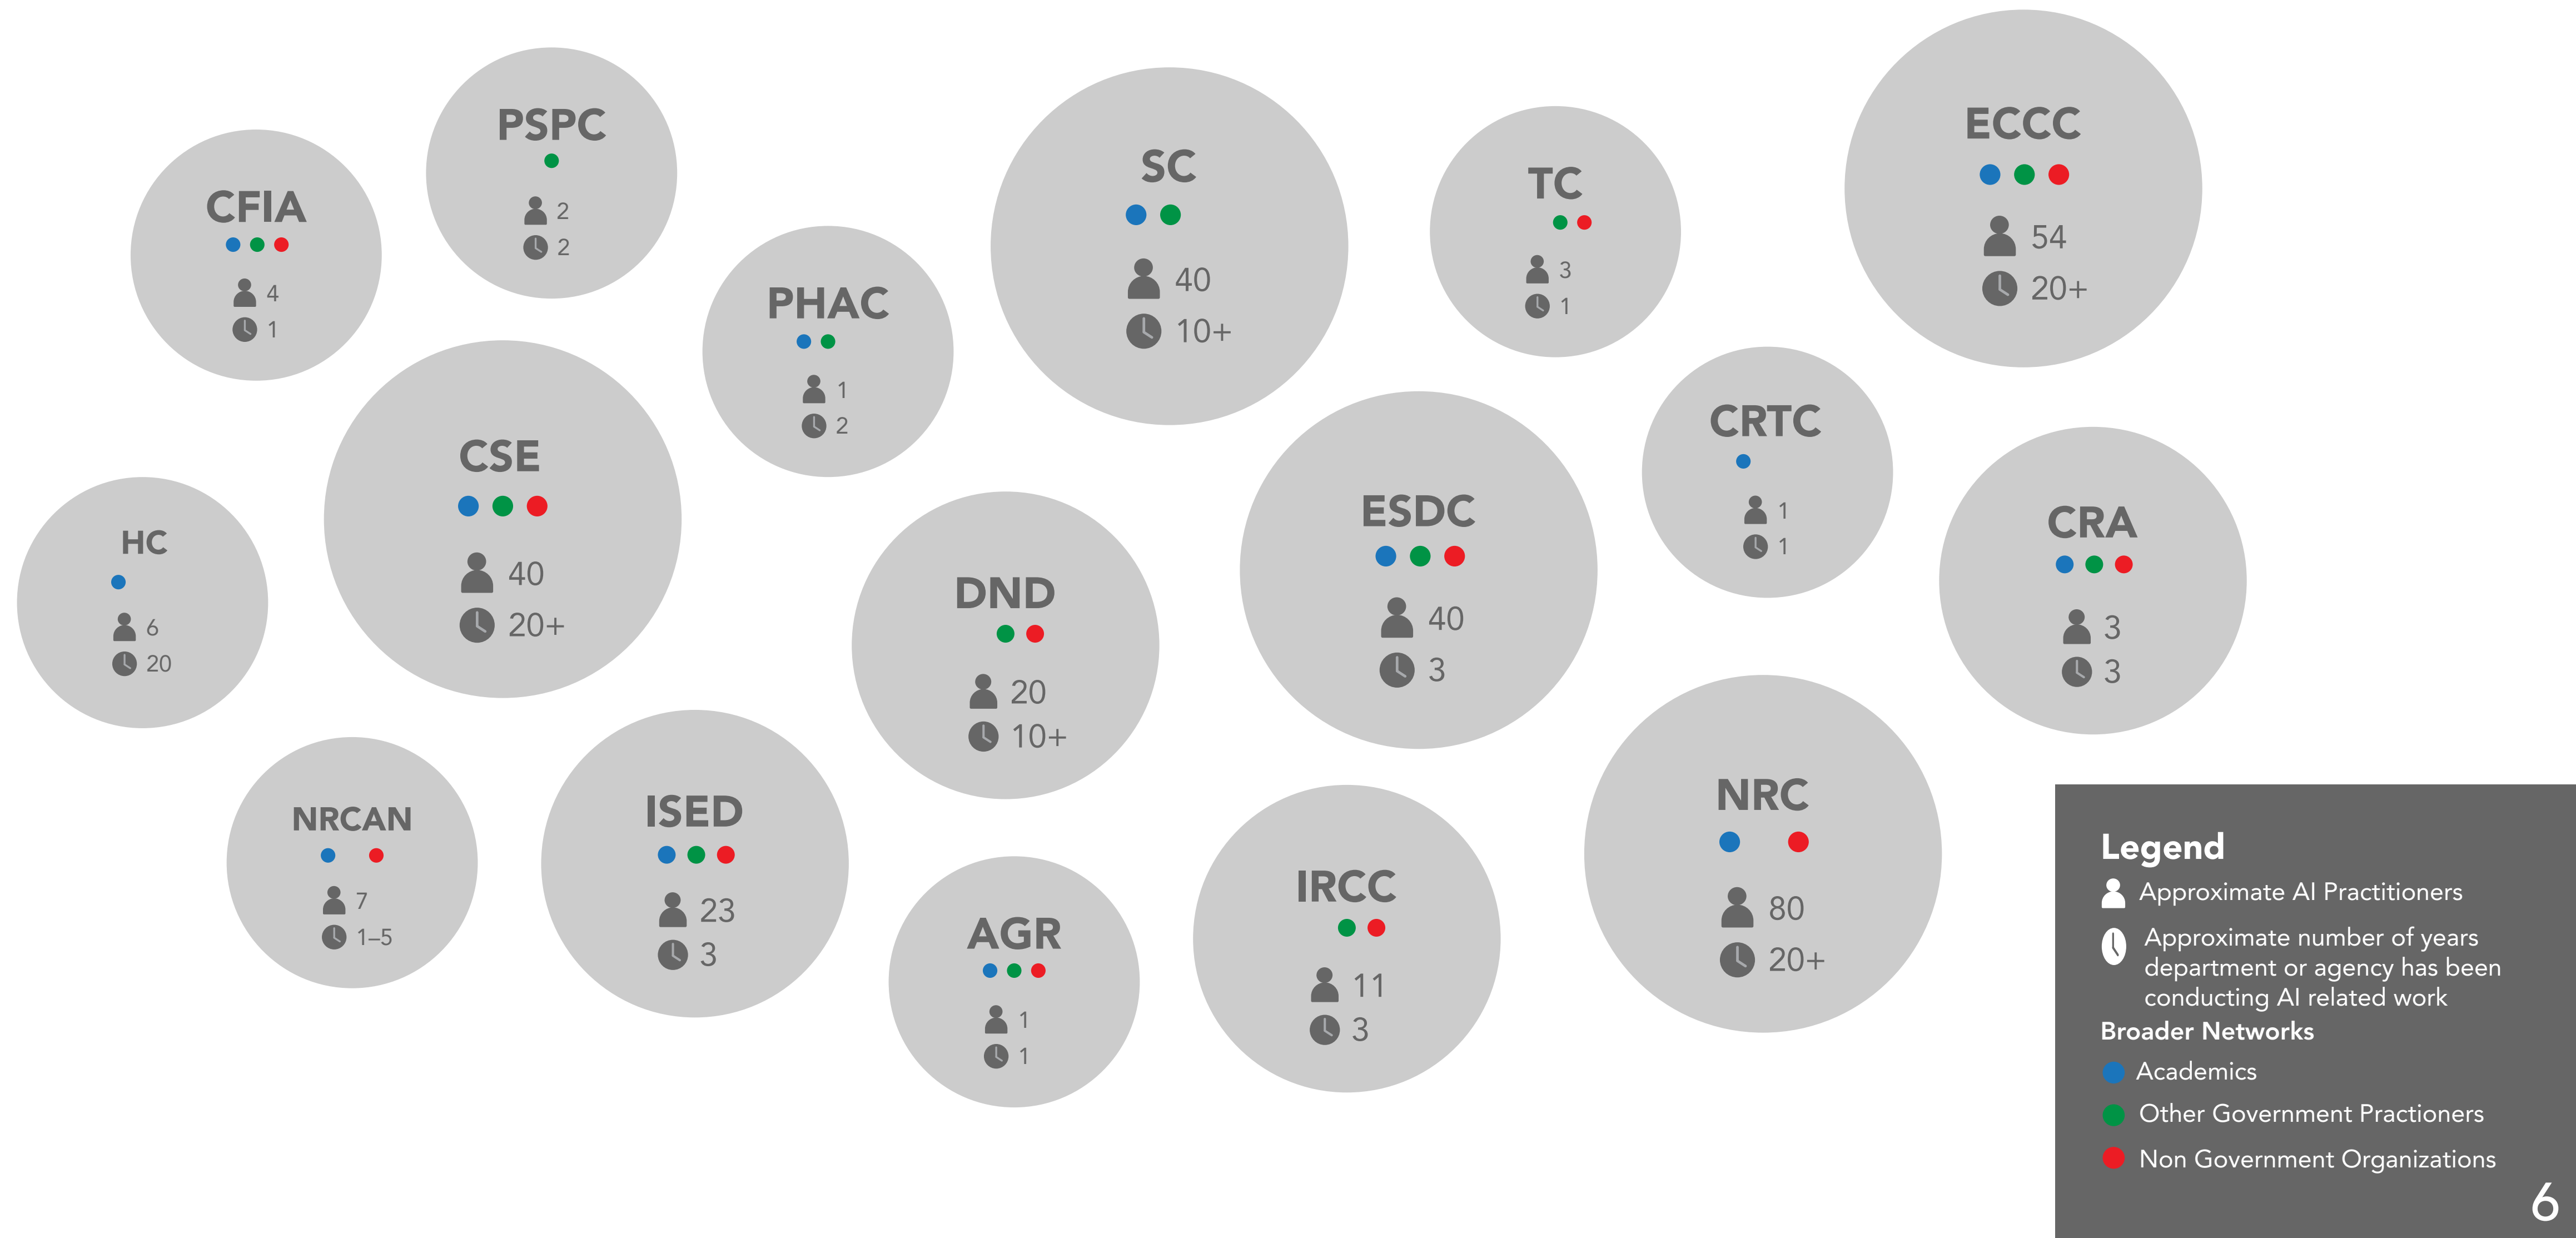 PSPC
2
2
CFIA
4
1
PHAC
1
2
SC
40
10+
TC
3
1
ECCC
54
20+
CSE
40
20+
HC
6
20
DND
20
10+
ESDC
40
3
CRTC
1
1
CRA
3
3
NRCAN
7
1–5
ISED
23
3
AGR
1
1
IRCC
11
3
NRC
80
20+
Legend
Approximate AI Practitioners
Approximate number of years
department or agency has been
conducting AI related work
Broader Networks
Academics
Other Government Practioners
Non Government Organizations
6